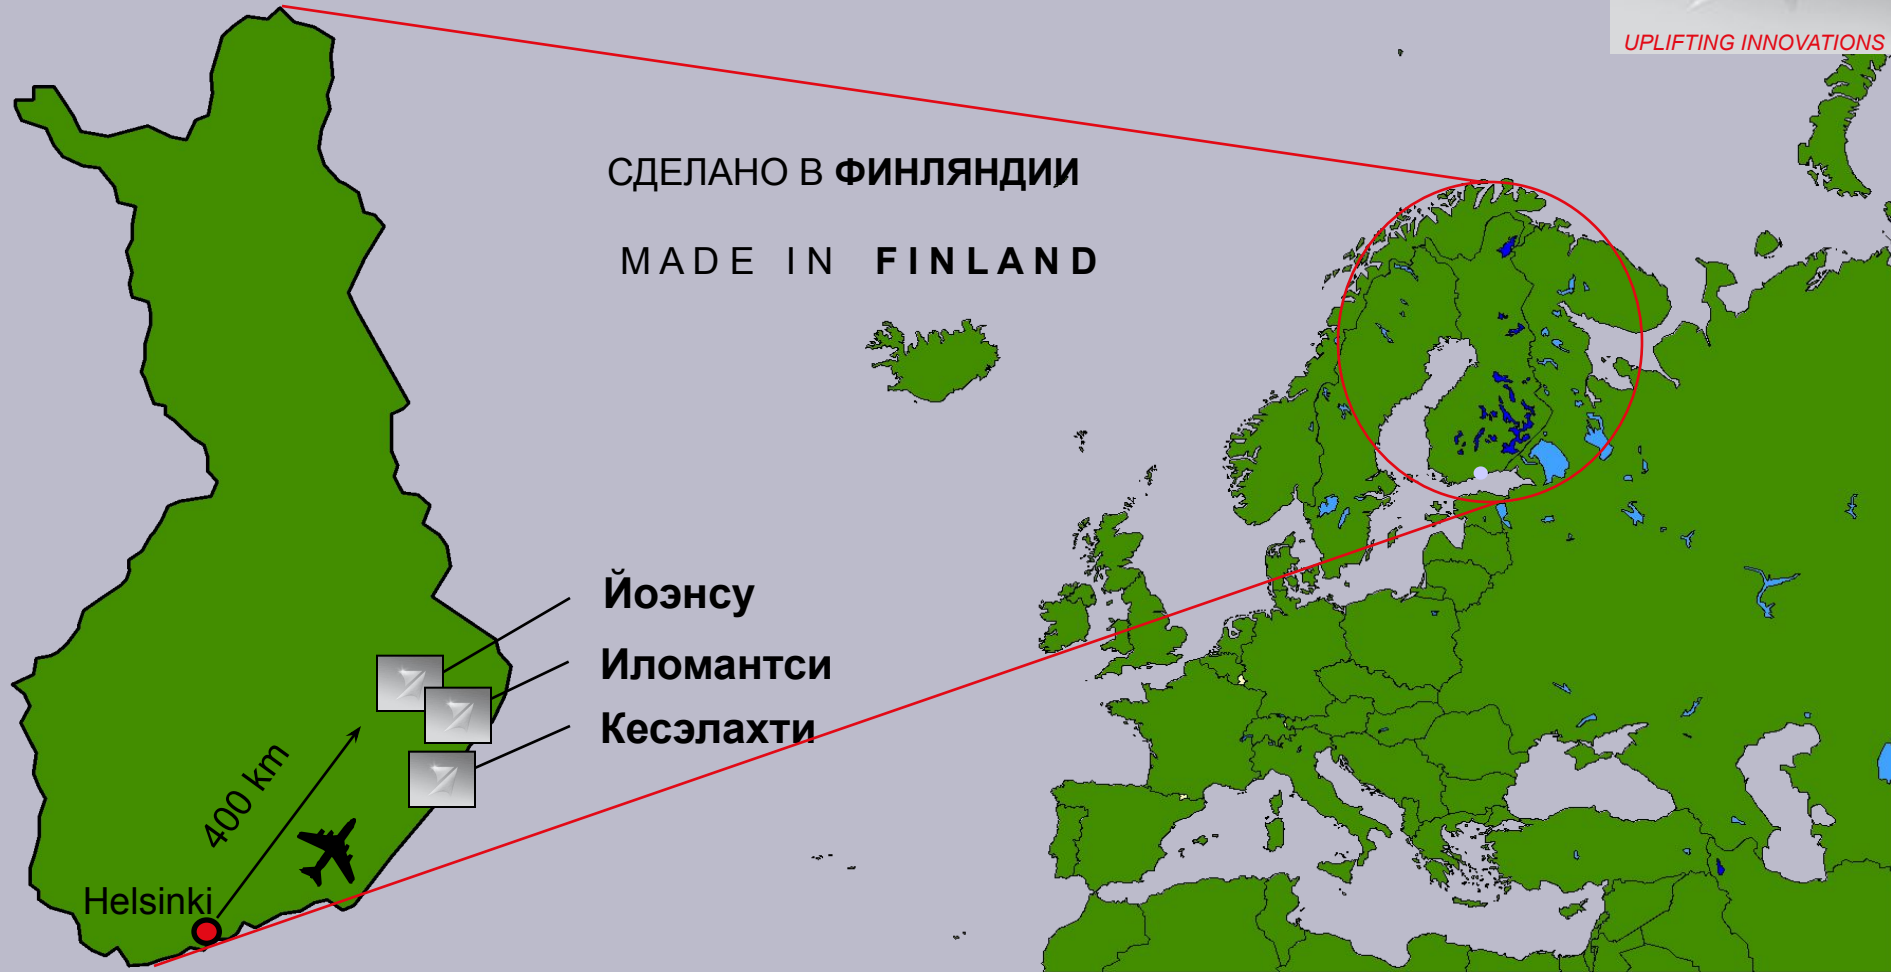 UPLIFTING INNOVATIONS
СДЕЛАНО В ФИНЛЯНДИИ
MADE IN FINLAND
Йоэнсу
Иломантси
Кесэлахти
400 km
Helsinki